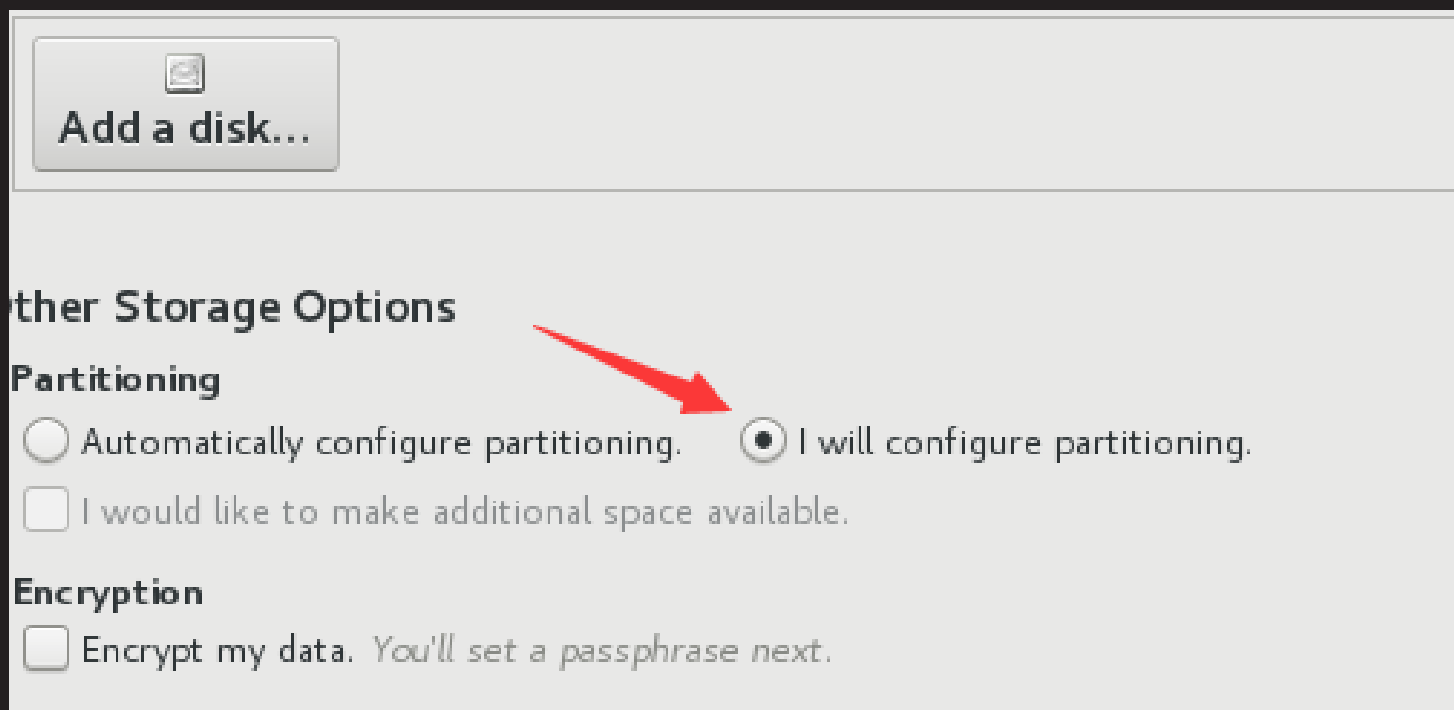 Add a disk...
ther Storage Options
Partitioning
Automatically configure partitioning. I will configure partitioning.
I would like to make additional space available.
Encryption
Encrypt my data. You'll set a passphrase next.